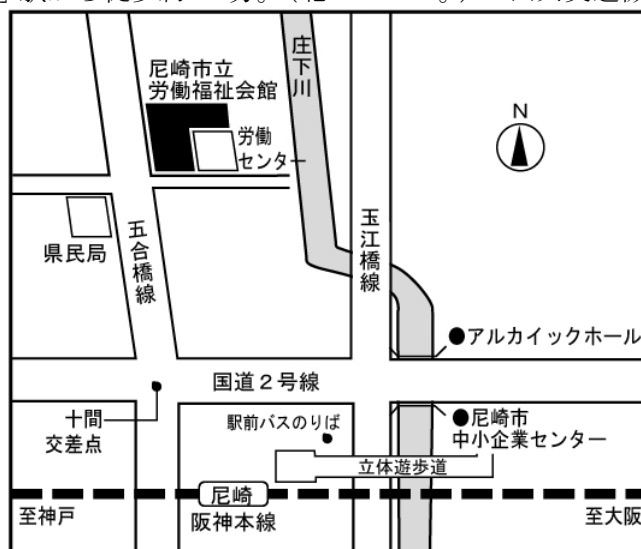 庄下川
尼崎市立
労働福祉会館
労働
センター
N
県民局
五合橋線
玉江橋線
●アルカイックホール
国道2号線
十間
交差点
駅前バスのりば
●尼崎市
中小企業センター
立体遊歩道
尼崎
至神戸
阪神本線
至大阪